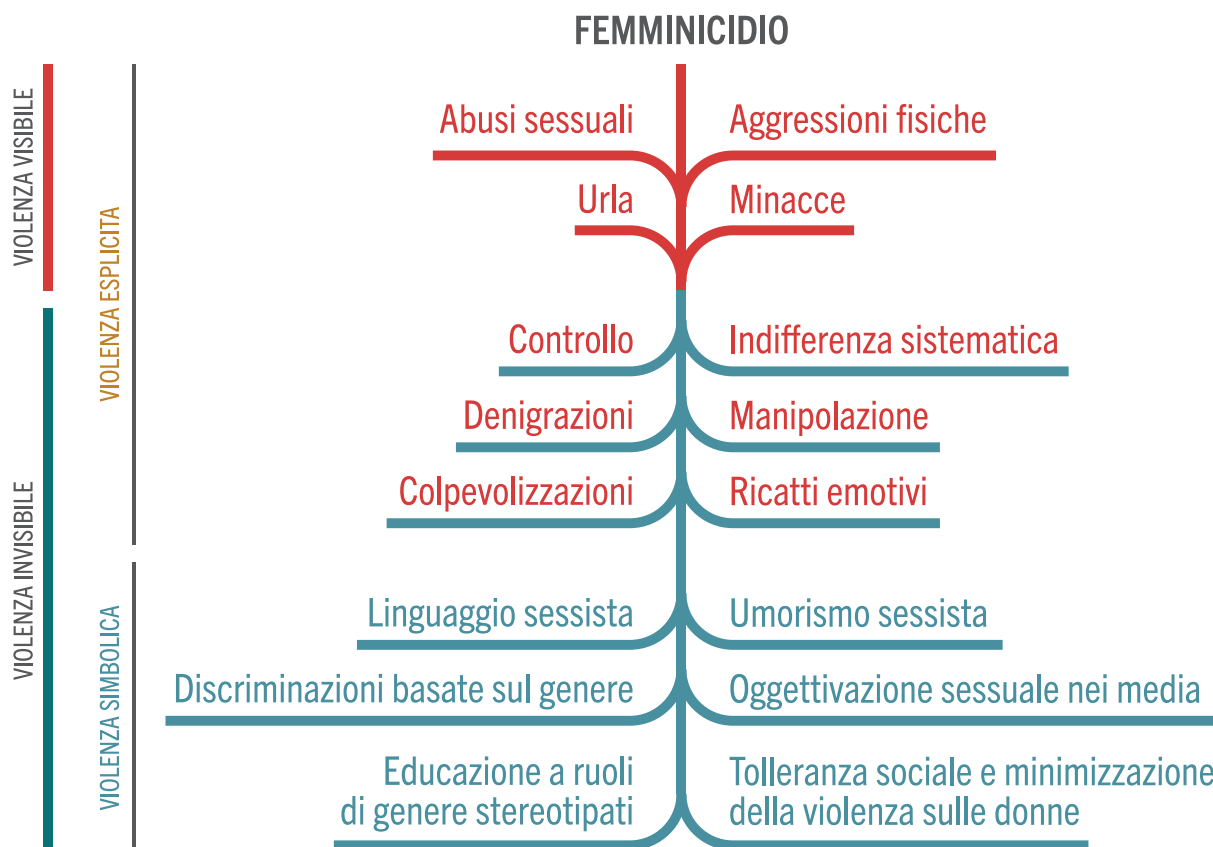 FEMMINICIDIO
VIOLENZA VISIBILE
VIOLENZA ESPLICITA
Abusi sessuali
Aggressioni fisiche
Urla
Minacce
Controllo
Indifferenza sistematica
Denigrazioni
Manipolazione
Colpevolizzazioni
Ricatti emotivi
VIOLENZA INVISIBILE
VIOLENZA SIMBOLICA
Linguaggio sessista
Umorismo sessista
Discriminazioni basate sul genere
Oggettivazione sessuale nei media
Educazione a ruoli
di genere stereotipati
Tolleranza sociale e minimizzazione
della violenza sulle donne